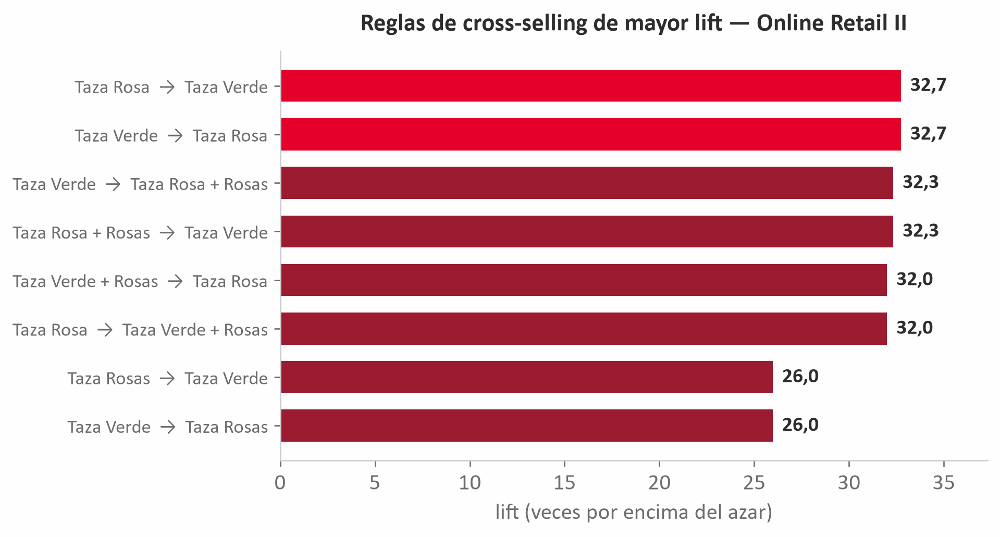 Reglas de cross-selling de mayor lift — Online Retail II
Taza Rosa → Taza Verde 32,7
Taza Verde → Taza Rosa 32,7
Taza Verde → Taza Rosa + Rosas 32,3
Taza Rosa + Rosas → Taza Verde 32,3
Taza Verde + Rosas → Taza Rosa 32,0
Taza Rosa → Taza Verde + Rosas 32,0
Taza Rosas → Taza Verde 26,0
Taza Verde → Taza Rosas 26,0
0 5 10 15 20 25 30 35
lift (veces por encima del azar)